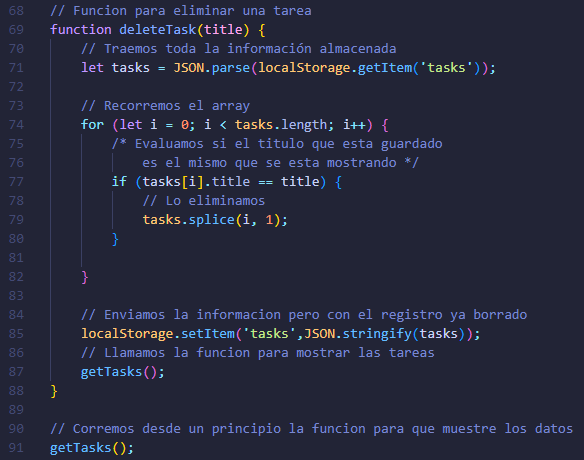 68 // Funcion para eliminar una tarea
69 function deleteTask(title) {
70 // Traemos toda la información almacenada
71 let tasks = JSON.parse(localStorage.getItem('tasks'));
72
73 // Recorremos el array
74 for (let i = 0; i < tasks.length; i++) {
75 /* Evaluamos si el titulo que esta guardado
76 es el mismo que se esta mostrando */
77 if (tasks[i].title == title) {
78 // Lo eliminamos
79 tasks.splice(i, 1);
80 }
81
82 }
83
84 // Enviamos la informacion pero con el registro ya borrado
85 localStorage.setItem('tasks',JSON.stringify(tasks));
86 // Llamamos la funcion para mostrar las tareas
87 getTasks();
88 }
89
90 // Corremos desde un principio la funcion para que muestre los datos
91 getTasks();